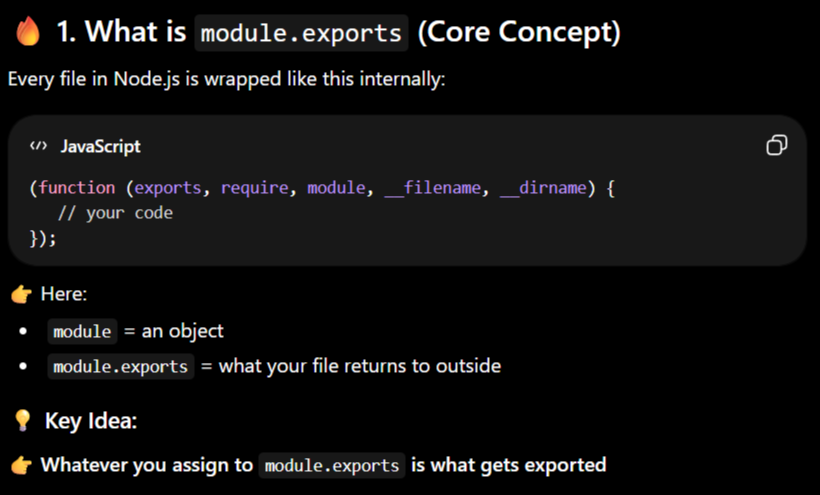 🔥 1. What is module.exports (Core Concept)
Every file in Node.js is wrapped like this internally:
</> JavaScript
(function (exports, require, module, __filename, __dirname) {
   // your code
});
👉 Here:
• module = an object
• module.exports = what your file returns to outside
💡 Key Idea:
👉 Whatever you assign to module.exports is what gets exported